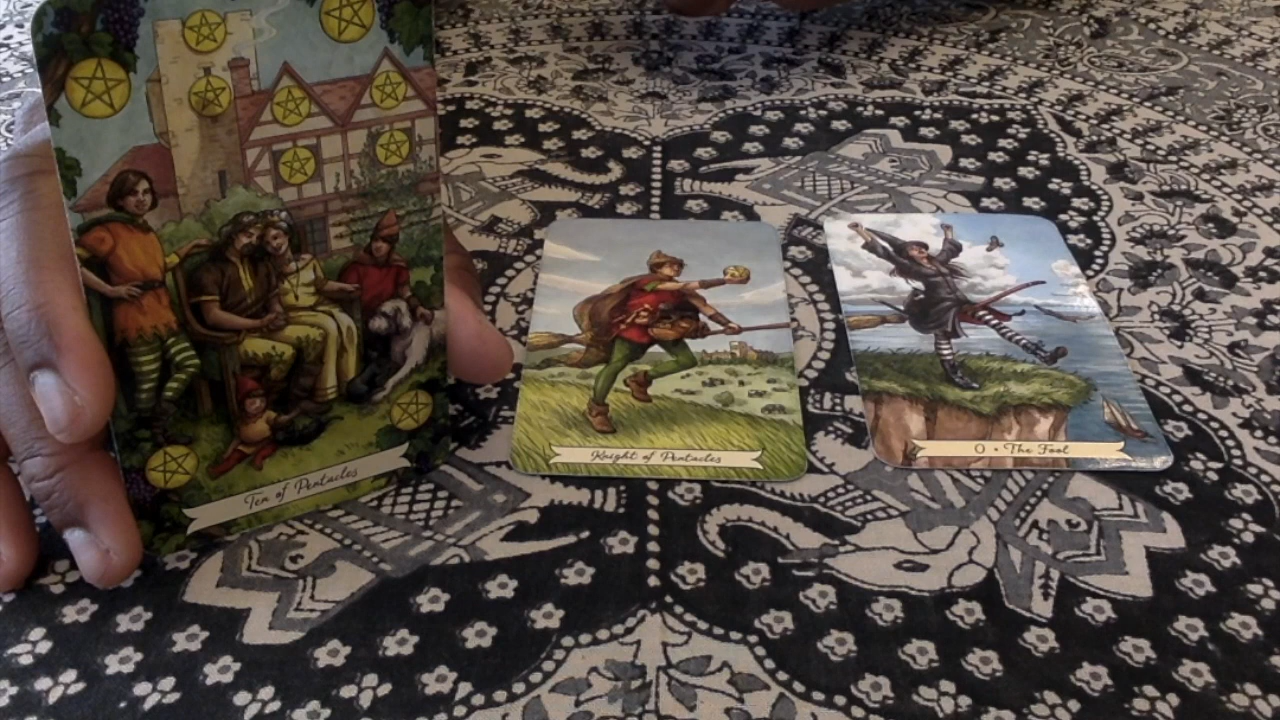 Ten of Pentacles
Knight of Pentacles
0 • The Fool